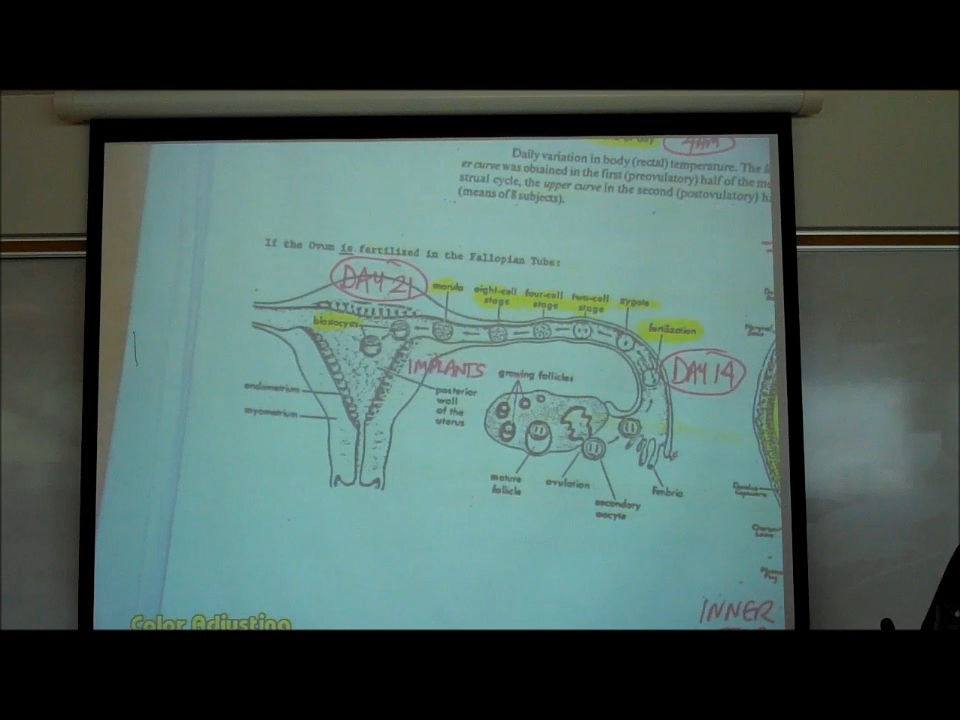 Daily variation in body (rectal) temperature. The
er curve was obtained in the first (preovulatory) half of the m
strual cycle, the upper curve in the second (postovulatory) h
(means of 8 subjects).
If the Ovum is fertilized in the Fallopian Tube:
DAY 21
morula
eight-cell stage
four-cell stage
two-cell stage
zygote
fertilization
blastocyst
IMPLANTS
DAY 14
growing follicles
endometrium
myometrium
posterior
wall
of the
uterus
mature
follicle
ovulation
secondary
oocyte
fimbria
INNER
Color Adjusting